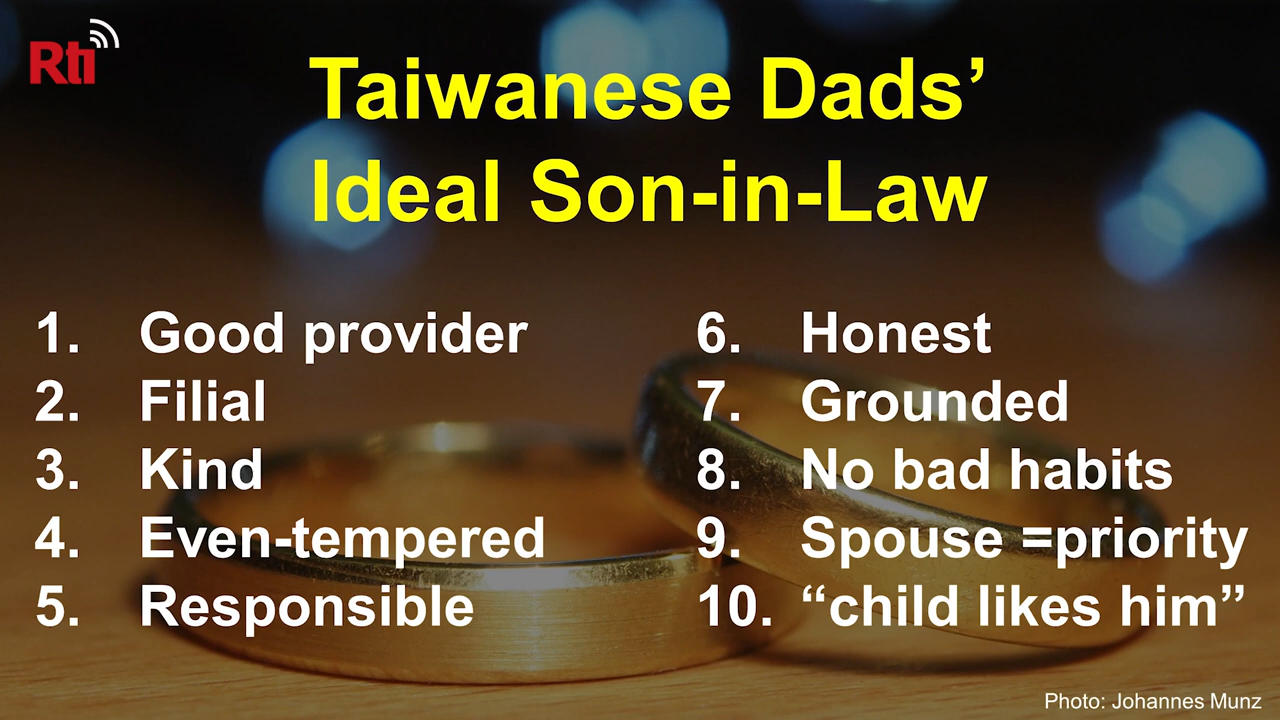 Rti
Taiwanese Dads’
Ideal Son-in-Law
1. Good provider
2. Filial
3. Kind
4. Even-tempered
5. Responsible
6. Honest
7. Grounded
8. No bad habits
9. Spouse =priority
10. “child likes him”
Photo: Johannes Munz